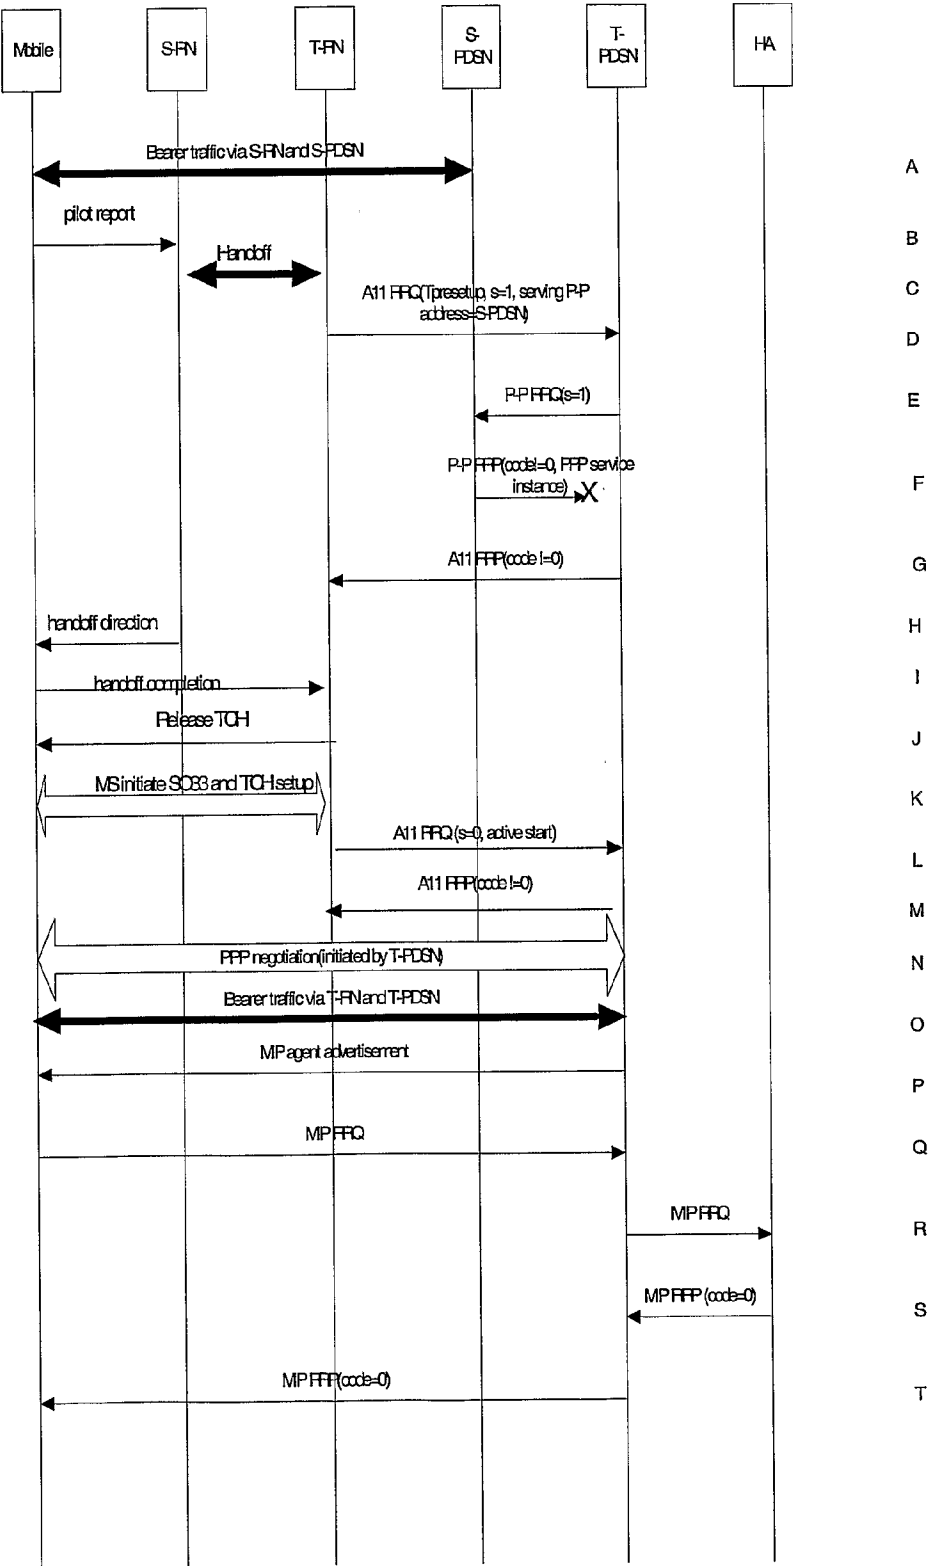 Mobile
S-RN
T-RN
S-
PDSN
T-
PDSN
HA
Bearer traffic via S-RN and S-PDSN
A
pilot report
B
Handoff
C
A11 RRQ(Tpresetup, s=1, serving P-P
address=S-PDSN)
D
P-P RRQ(s=1)
E
P-P RRP(code!=0, PPP service
instance)
X
F
A11 RRP(code !=0)
G
handoff direction
H
handoff completion
I
Release TCH
J
MS initiate SO33 and TCH setup
K
A11 RRQ (s=0, active start)
L
A11 RRP(code !=0)
M
PPP negotiation(initiated by T-PDSN)
N
Bearer traffic via T-RN and T-PDSN
O
MIP agent advertisement
P
MIP RRQ
Q
MIP RRQ
R
MIP RRP (code=0)
S
MIP RRP(code=0)
T